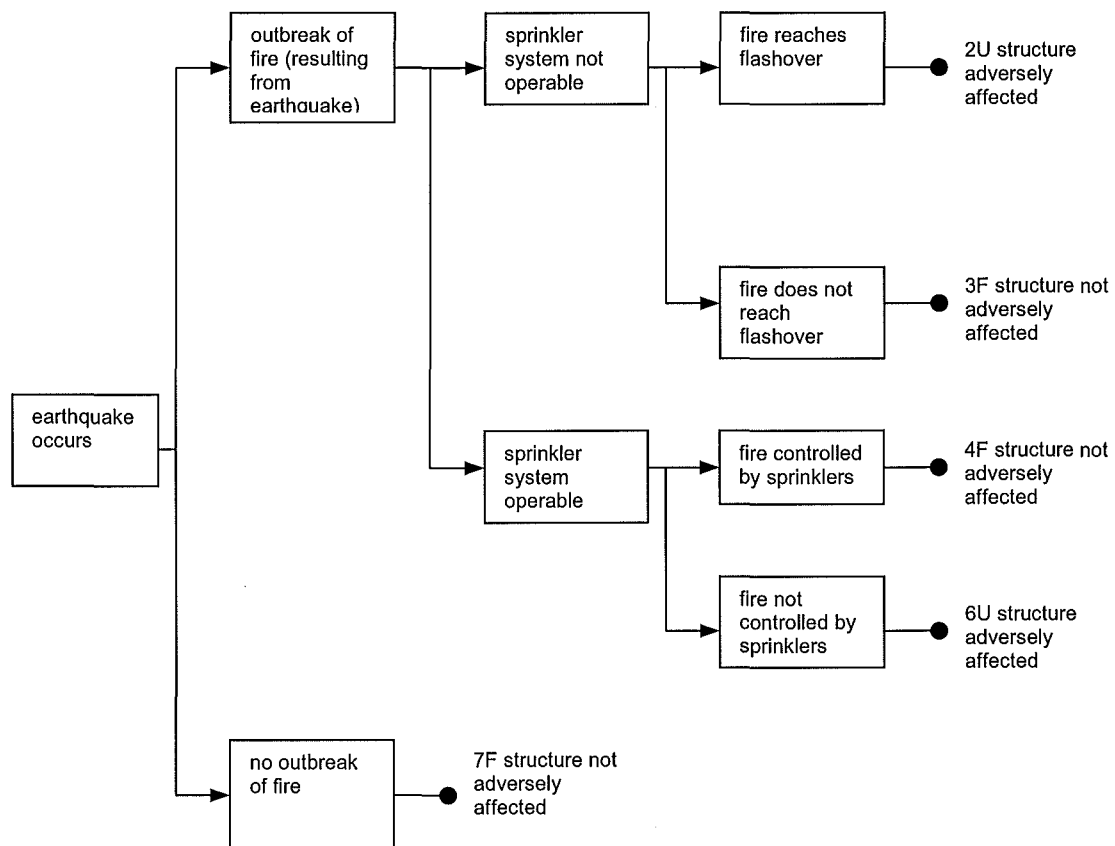 outbreak of
fire (resulting
from
earthquake)
sprinkler
system not
operable
fire reaches
flashover
2U structure
adversely
affected
fire does not
reach
flashover
3F structure not
adversely
affected
earthquake
occurs
sprinkler
system
operable
fire controlled
by sprinklers
4F structure not
adversely
affected
fire not
controlled by
sprinklers
6U structure
adversely
affected
no outbreak
of fire
7F structure not
adversely
affected